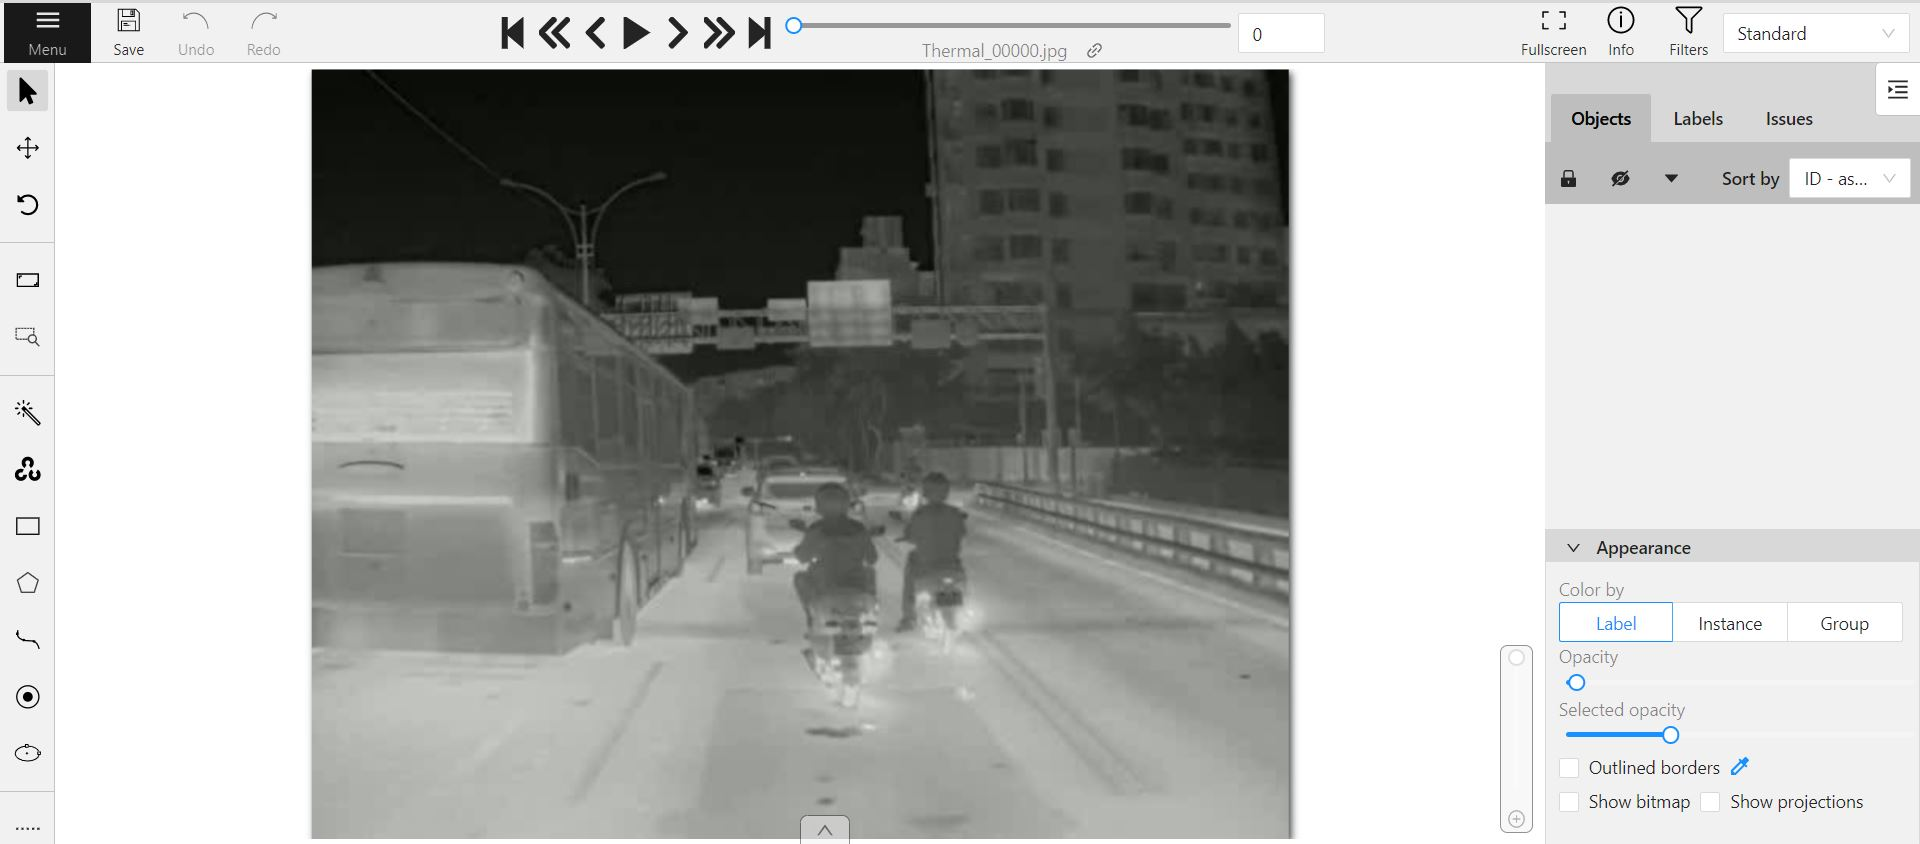 Menu
Save
Undo
Redo
Thermal_00000.jpg
0
Fullscreen
Info
Filters
Standard
Objects
Labels
Issues
Sort by
ID - as...
Appearance
Color by
Label
Instance
Group
Opacity
Selected opacity
Outlined borders
Show bitmap
Show projections